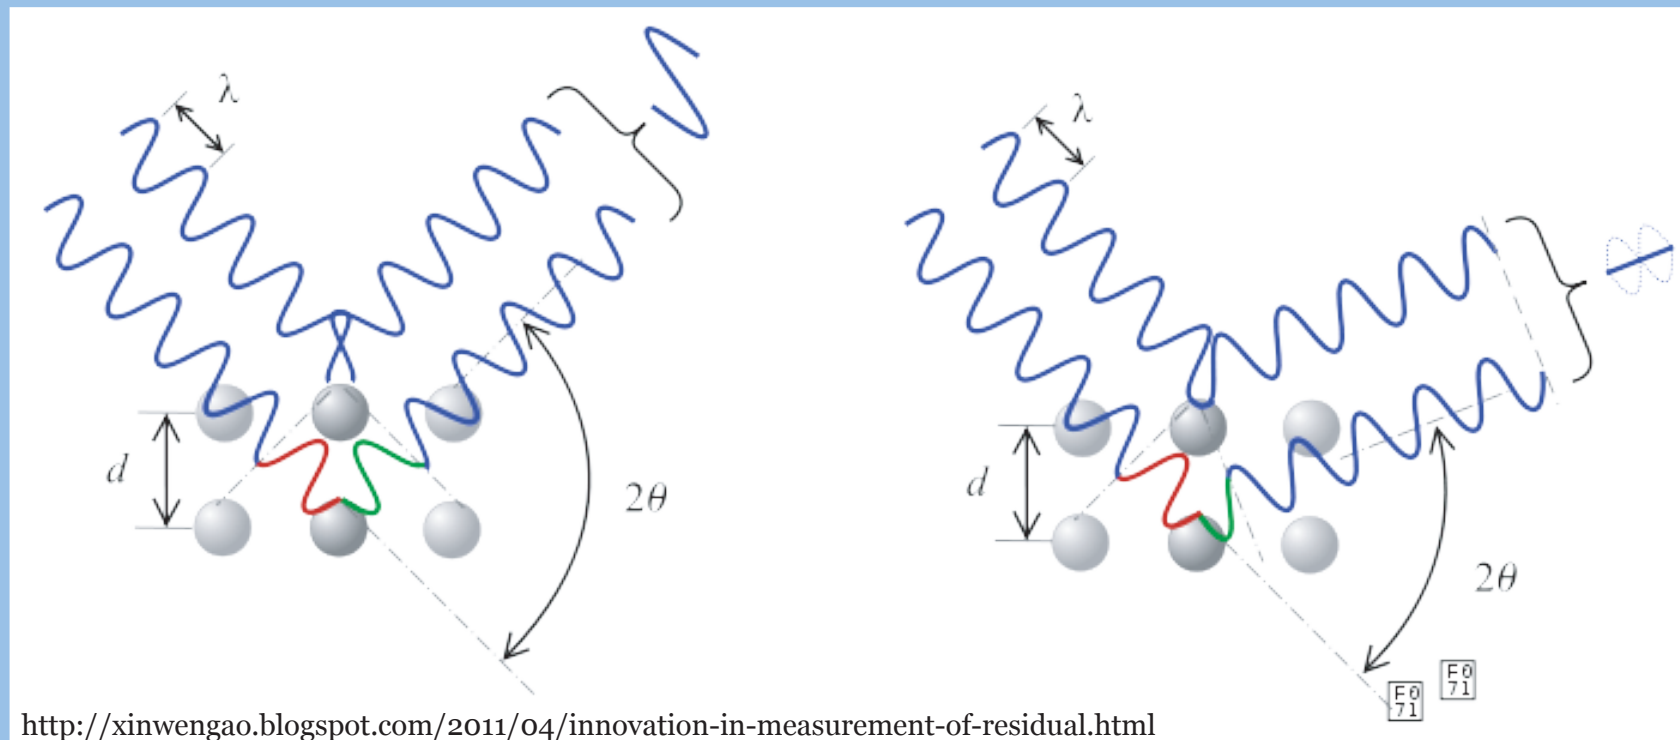 λ
d
2θ
λ
d
2θ
F0
71
F0
71
http://xinwengao.blogspot.com/2011/04/innovation-in-measurement-of-residual.html